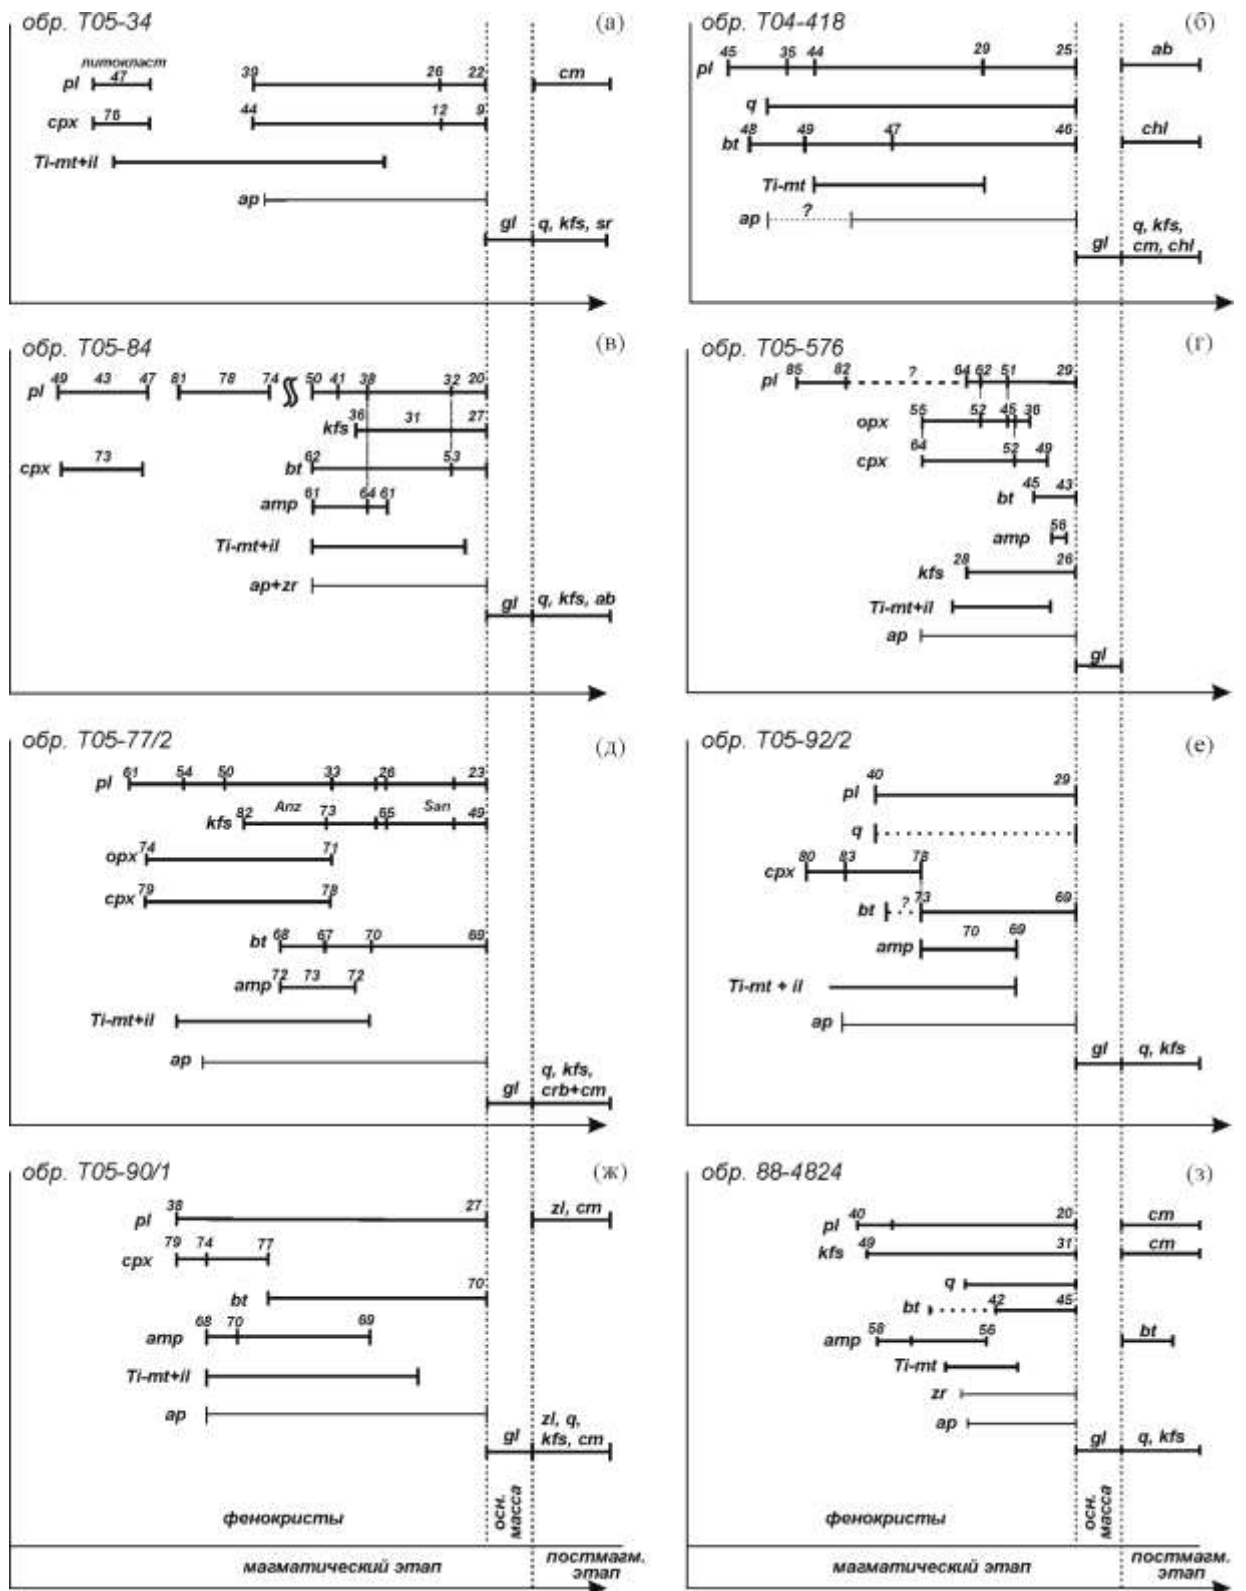 обр. Т05-34 (а)
литокласт
pl 47 39 26 22 cm
cpx 76 44 12 9
Ti-mt+il
ap
gl q, kfs, sr
обр. Т04-418 (б)
pl 45 35 44 29 25 ab
q
bt 48 49 47 46 chl
Ti-mt
ap ?
gl q, kfs,
cm, chl
обр. Т05-84 (в)
pl 49 43 47 81 78 74 50 41 38 32 20
kfs 36 31 27
cpx 73 bt 62 53
amp 61 64 61
Ti-mt+il
ap+zr
gl q, kfs, ab
обр. Т05-576 (г)
pl 85 82 ? 64 62 51 29
opx 55 52 45 36
cpx 64 52 49
bt 45 43
amp 56
kfs 28 26
Ti-mt+il
ap
gl
обр. Т05-77/2 (д)
pl 61 54 50 33 26 23
kfs 82 Anz 73 65 San 49
opx 74 71
cpx 79 78
bt 68 67 70 69
amp 72 73 72
Ti-mt+il
ap
gl q, kfs,
crb+cm
обр. Т05-92/2 (е)
pl 40 29
q
cpx 80 83 78
bt ? 73 69
amp 70 69
Ti-mt + il
ap
gl q, kfs
обр. Т05-90/1 (ж)
pl 38 27 zl, cm
cpx 79 74 77
bt 70
amp 68 70 69
Ti-mt+il
ap
gl zl, q,
kfs, cm
обр. 88-4824 (з)
pl 40 20 cm
kfs 49 31 cm
q
bt 42 45
amp 58 56 bt
Ti-mt
zr
ap
gl q, kfs
фенокристы осн.
масса
магматический этап постмагм.
этап
фенокристы осн.
масса
магматический этап постмагм.
этап